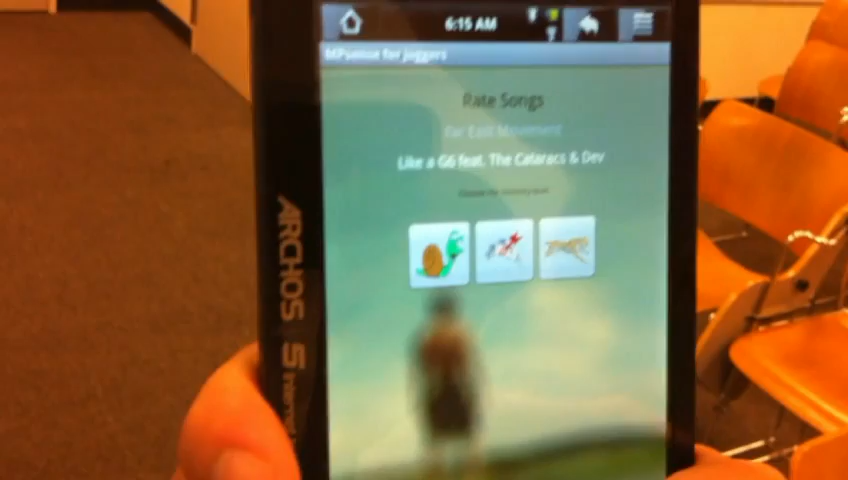 6:15 AM
MPsense for Joggers
Rate Songs
Far East Movement
Like a G6 feat. The Cataracs & Dev
ARCHOS 5